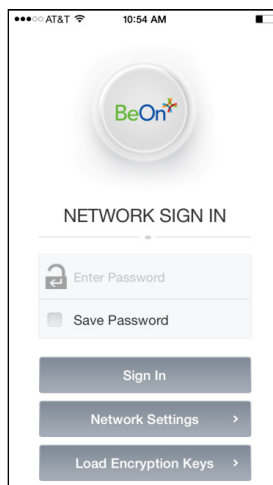 AT&T 10:54 AM
BeOn
NETWORK SIGN IN
Enter Password
Save Password
Sign In
Network Settings
Load Encryption Keys